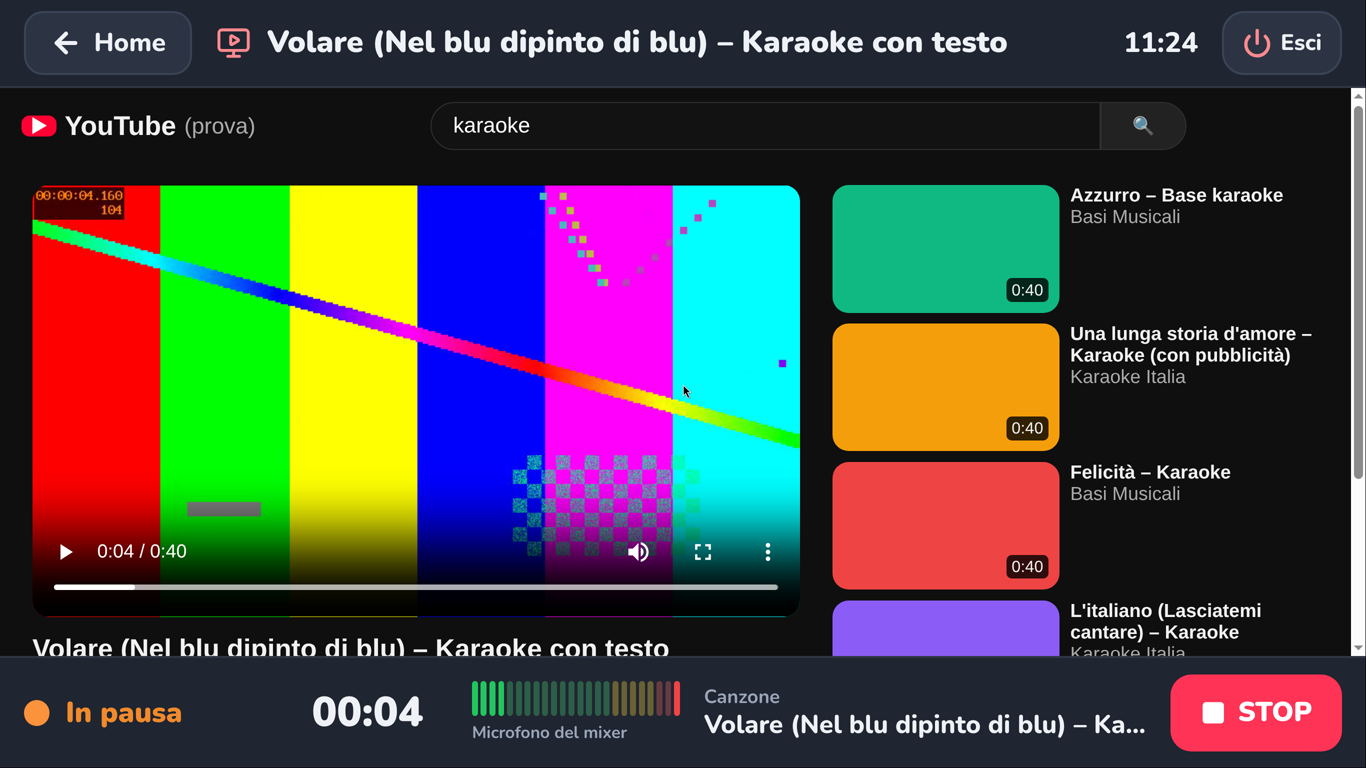 Home
Volare (Nel blu dipinto di blu) – Karaoke con testo
11:24
Esci
YouTube (prova)
karaoke
00:00:04.160
104
0:04 / 0:40
Volare (Nel blu dipinto di blu) – Karaoke con testo
Azzurro – Base karaoke
Basi Musicali
0:40
Una lunga storia d'amore –
Karaoke (con pubblicità)
Karaoke Italia
0:40
Felicità – Karaoke
Basi Musicali
0:40
L'italiano (Lasciatemi
cantare) – Karaoke
Karaoke Italia
In pausa
00:04
Microfono del mixer
Canzone
Volare (Nel blu dipinto di blu) – Ka...
STOP